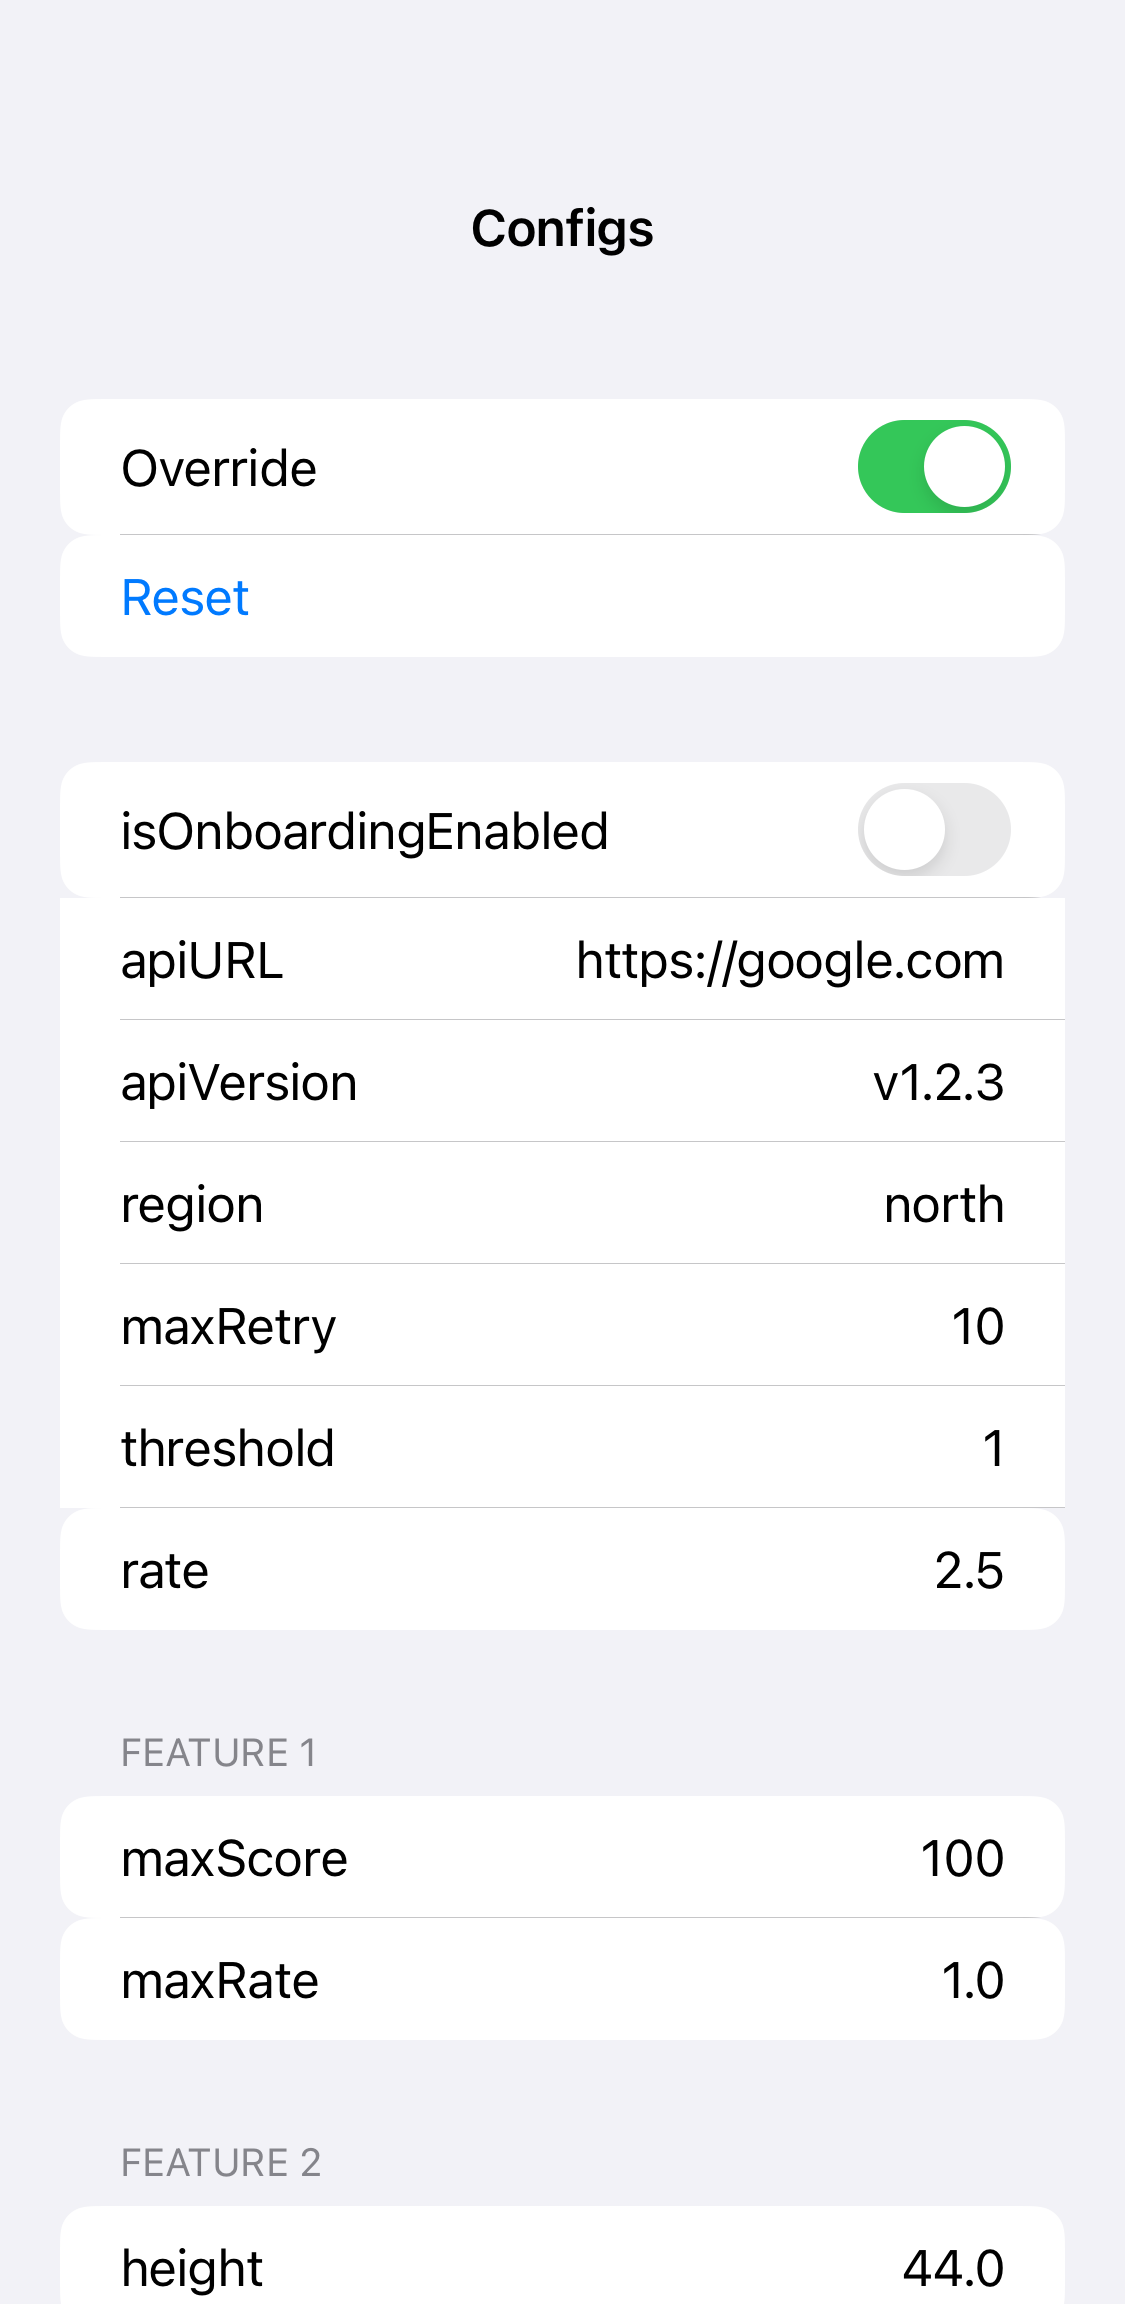 Configs
Override
Reset
isOnboardingEnabled
apiURL https://google.com
apiVersion v1.2.3
region north
maxRetry 10
threshold 1
rate 2.5
FEATURE 1
maxScore 100
maxRate 1.0
FEATURE 2
height 44.0